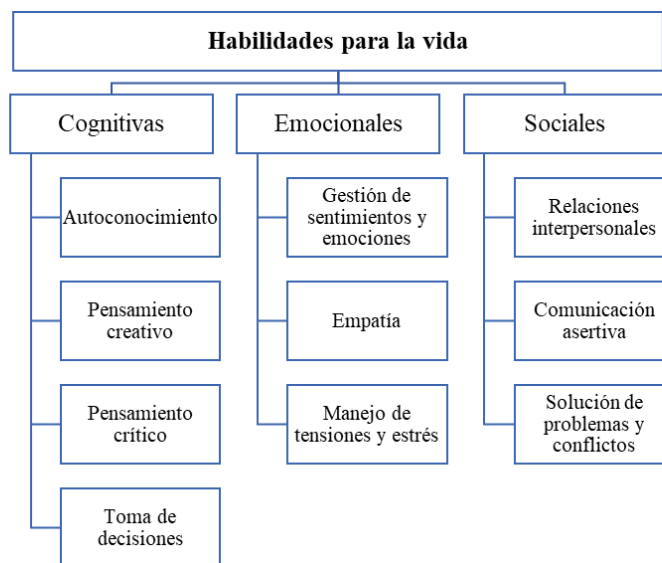 Habilidades para la vida
Cognitivas
Autoconocimiento
Pensamiento
creativo
Pensamiento
crítico
Toma de
decisiones
Emocionales
Gestión de
sentimientos y
emociones
Empatía
Manejo de
tensiones y estrés
Sociales
Relaciones
interpersonales
Comunicación
asertiva
Solución de
problemas y
conflictos